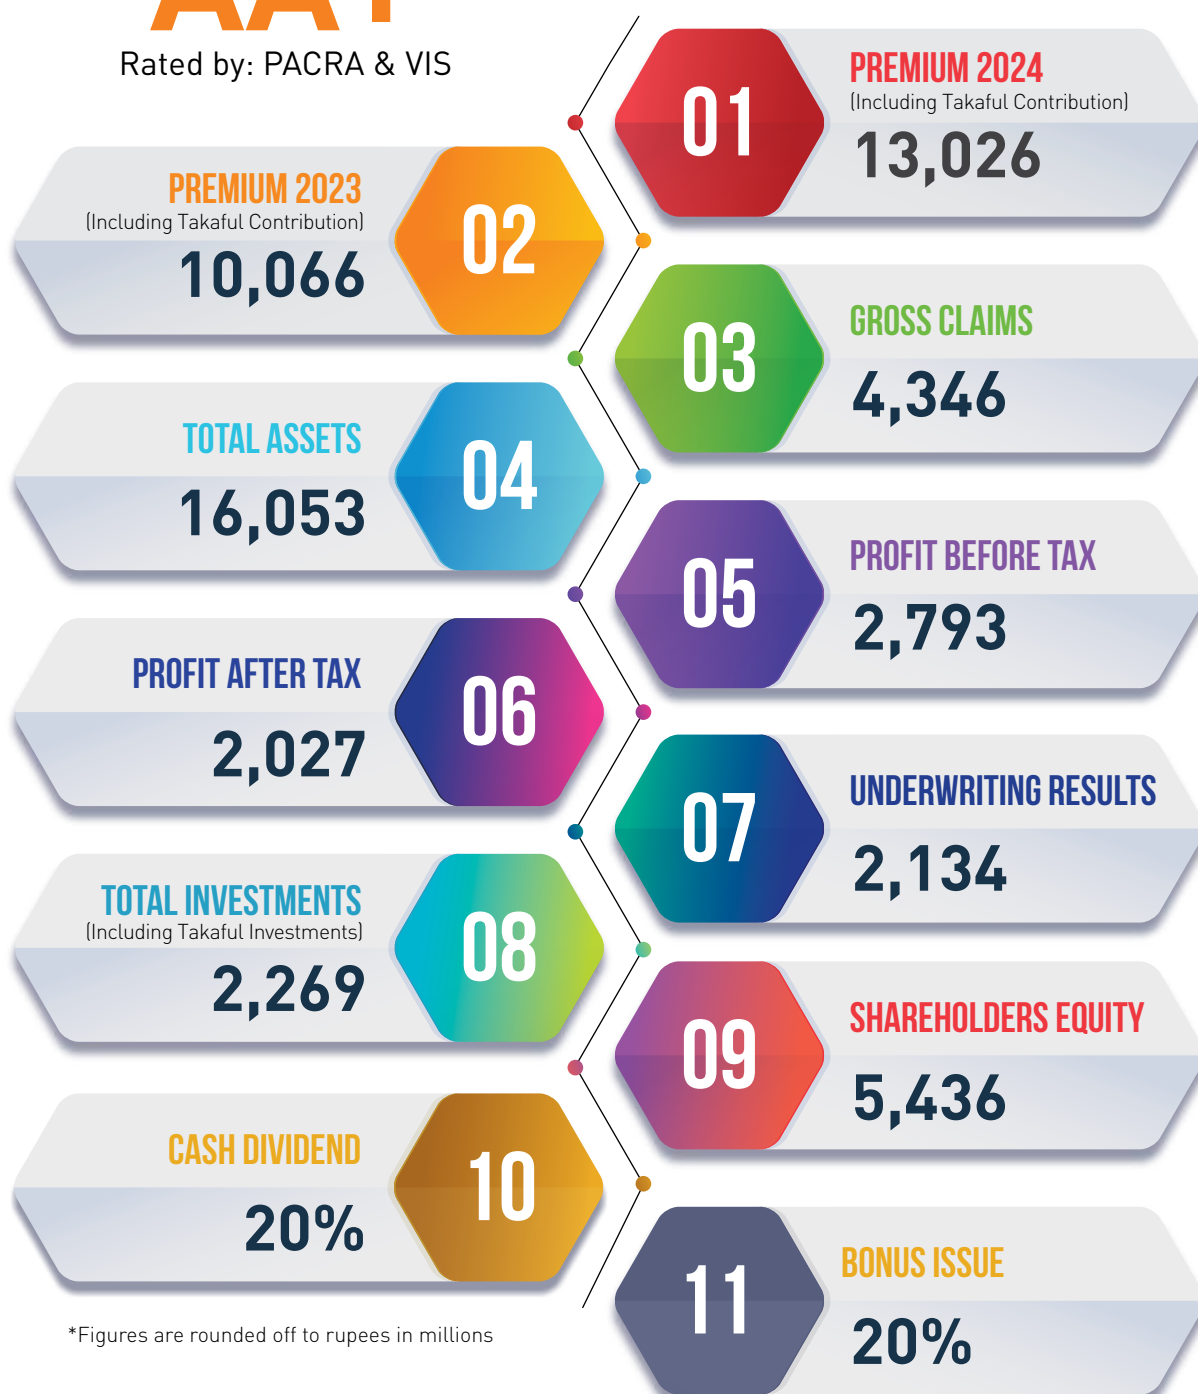 Rated by: PACRA & VIS
01
PREMIUM 2024
(Including Takaful Contribution)
13,026
PREMIUM 2023
(Including Takaful Contribution)
10,066
02
03
GROSS CLAIMS
4,346
TOTAL ASSETS
16,053
04
05
PROFIT BEFORE TAX
2,793
PROFIT AFTER TAX
2,027
06
07
UNDERWRITING RESULTS
2,134
TOTAL INVESTMENTS
(Including Takaful Investments)
2,269
08
09
SHAREHOLDERS EQUITY
5,436
CASH DIVIDEND
20%
10
11
BONUS ISSUE
20%
*Figures are rounded off to rupees in millions